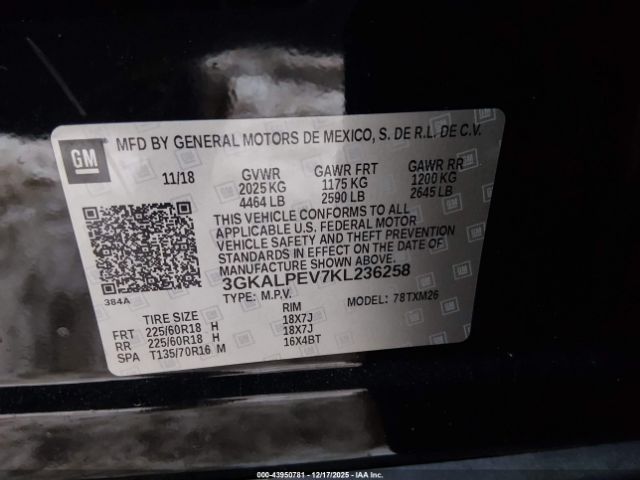 GM
MFD BY GENERAL MOTORS DE MEXICO, S. DE R.L. DE C.V.
11/18 GVWR GAWR FRT GAWR RR
2025 KG 1175 KG 1200 KG
4464 LB 2590 LB 2645 LB
THIS VEHICLE CONFORMS TO ALL
APPLICABLE U.S. FEDERAL MOTOR
VEHICLE SAFETY AND THEFT PREVENTION
STANDARDS IN EFFECT ON THE DATE OF
MANUFACTURE SHOWN ABOVE.
3GKALPEV7KL236258
384A
TYPE: M.P.V. MODEL: 78TXM26
TIRE SIZE RIM
FRT 225/60R18 H 18X7J
RR 225/60R18 H 18X7J
SPA T135/70R16 M 16X4BT
Stock #: 43950781 - 12/17/2025 - IAA Inc.